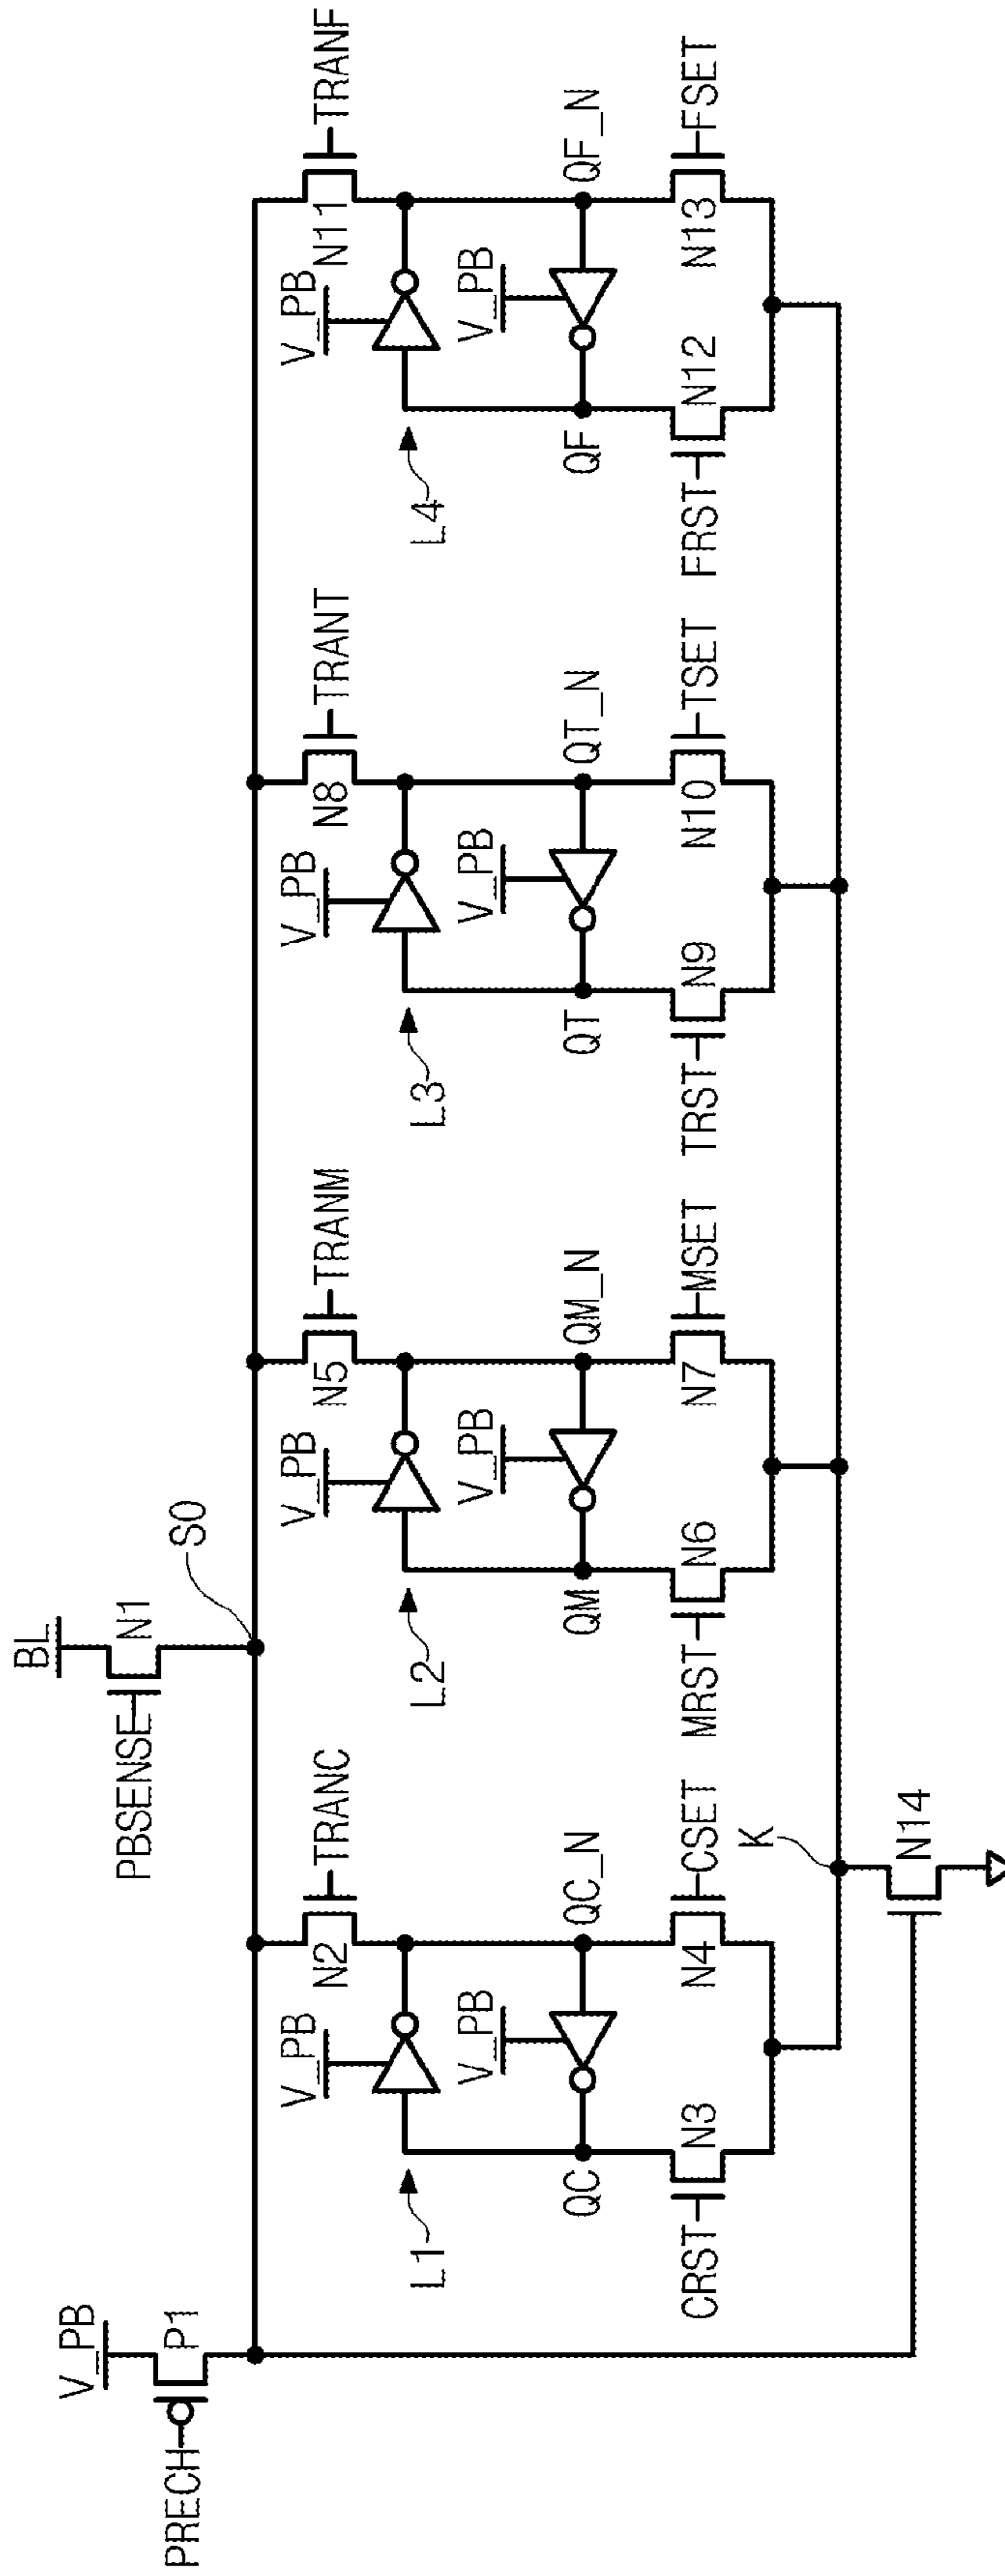 V_PB
PRECH
P1
BL
PBSENSE
N1
S0
TRANC
N2
V_PB
V_PB
L1
QC
QC_N
CRST
N3
N4
CSET
TRANM
N5
V_PB
V_PB
L2
QM
QM_N
MRST
N6
N7
MSET
TRANT
N8
V_PB
V_PB
L3
QT
QT_N
TRST
N9
N10
TSET
TRANF
N11
V_PB
V_PB
L4
QF
QF_N
FRST
N12
N13
FSET
K
N14